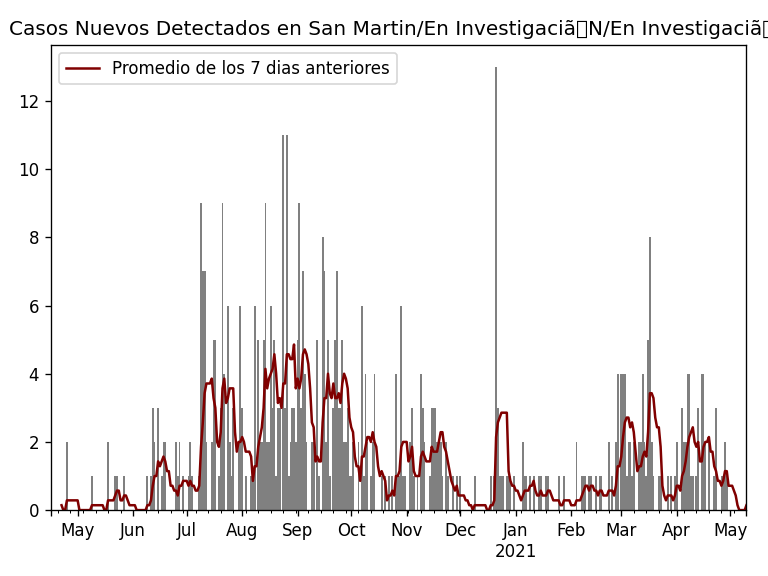 Casos Nuevos Detectados en San Martin/En Investigaciã▯N/En Investigaciã▯
Promedio de los 7 dias anteriores
12
10
8
6
4
2
0
May Jun Jul Aug Sep Oct Nov Dec Jan Feb Mar Apr May
2021